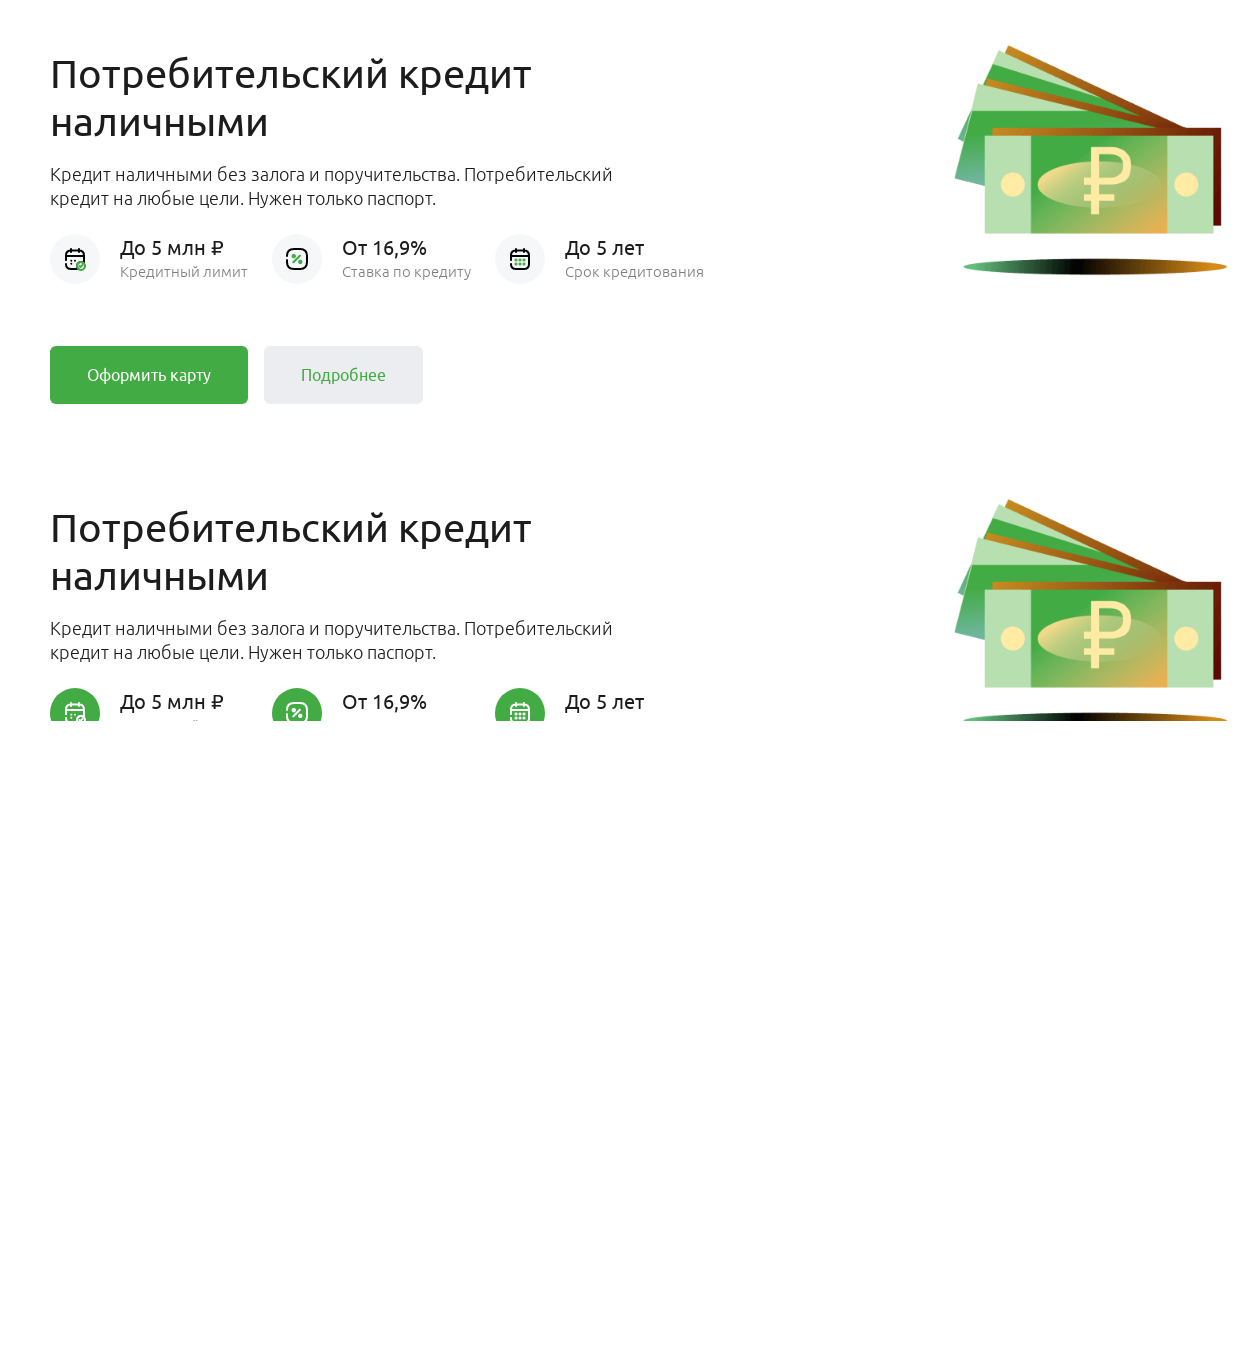 Потребительский кредит
наличными
Кредит наличными без залога и поручительства. Потребительский
кредит на любые цели. Нужен только паспорт.
До 5 млн ₽
Кредитный лимит
От 16,9%
Ставка по кредиту
До 5 лет
Срок кредитования
₽
Оформить карту
Подробнее
Потребительский кредит
наличными
Кредит наличными без залога и поручительства. Потребительский
кредит на любые цели. Нужен только паспорт.
До 5 млн ₽
От 16,9%
До 5 лет
₽